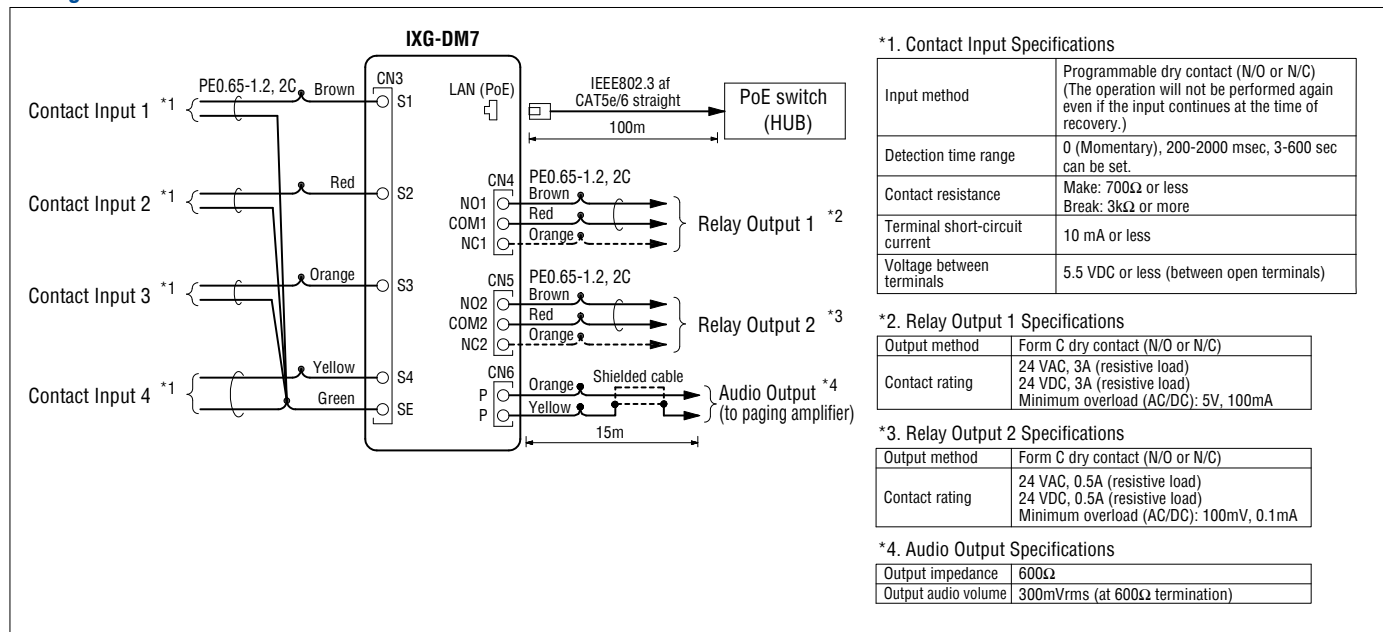 IXG-DM7
CN3
PE0.65-1.2, 2C
Brown
Contact Input 1 *1
S1
Red
Contact Input 2 *1
S2
Orange
Contact Input 3 *1
S3
Yellow
Contact Input 4 *1
S4
Green
SE
LAN (PoE)
IEEE802.3 af
CAT5e/6 straight
100m
PoE switch
(HUB)
CN4
PE0.65-1.2, 2C
NO1
Brown
COM1
Red
NC1
Orange
Relay Output 1 *2
CN5
PE0.65-1.2, 2C
NO2
Brown
COM2
Red
NC2
Orange
Relay Output 2 *3
CN6
P
Orange
Shielded cable
P
Yellow
Audio Output *4
(to paging amplifier)
15m
*1. Contact Input Specifications
Input method
Programmable dry contact (N/O or N/C)
(The operation will not be performed again
even if the input continues at the time of
recovery.)
Detection time range
0 (Momentary), 200-2000 msec, 3-600 sec
can be set.
Contact resistance
Make: 700Ω or less
Break: 3kΩ or more
Terminal short-circuit
current
10 mA or less
Voltage between
terminals
5.5 VDC or less (between open terminals)
*2. Relay Output 1 Specifications
Output method
Form C dry contact (N/O or N/C)
Contact rating
24 VAC, 3A (resistive load)
24 VDC, 3A (resistive load)
Minimum overload (AC/DC): 5V, 100mA
*3. Relay Output 2 Specifications
Output method
Form C dry contact (N/O or N/C)
Contact rating
24 VAC, 0.5A (resistive load)
24 VDC, 0.5A (resistive load)
Minimum overload (AC/DC): 100mV, 0.1mA
*4. Audio Output Specifications
Output impedance
600Ω
Output audio volume
300mVrms (at 600Ω termination)